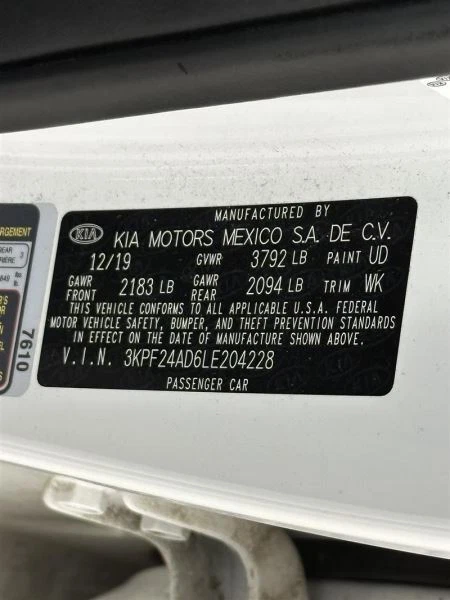 MANUFACTURED BY
KIA KIA MOTORS MEXICO S.A. DE C.V.
12/19 GVWR 3792 LB PAINT UD
GAWR FRONT 2183 LB GAWR REAR 2094 LB TRIM WK
THIS VEHICLE CONFORMS TO ALL APPLICABLE U.S.A. FEDERAL
MOTOR VEHICLE SAFETY, BUMPER, AND THEFT PREVENTION STANDARDS
IN EFFECT ON THE DATE OF MANUFACTURE SHOWN ABOVE.
V.I.N. 3KPF24AD6LE204228
PASSENGER CAR
7610
REAR
3